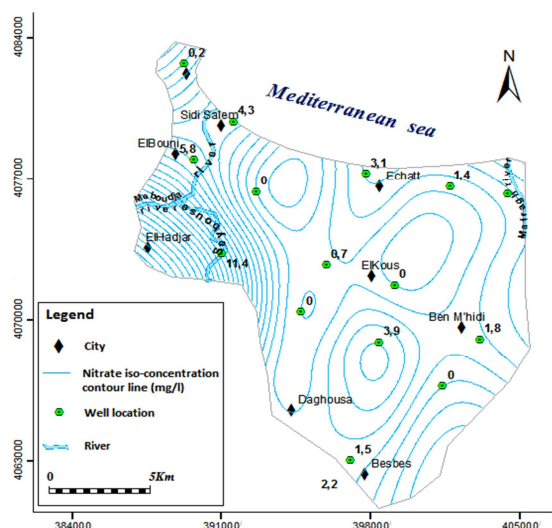 4084000
4077000
4070000
4063000
384000
391000
398000
405000
N
Mediterranean sea
0,2
Sidi Salem
4,3
ElBouni
5,8
river
3,1
Echatt
1,4
0
Meboudja
river
Seybouse
Mafragh river
ElHadjar
11,4
0,7
ElKous
0
0
Ben M'hidi
3,9
1,8
0
Daghousa
1,5
2,2
Besbes
Legend
City
Nitrate iso-concentration
contour line (mg/l)
Well location
River
0
5Km